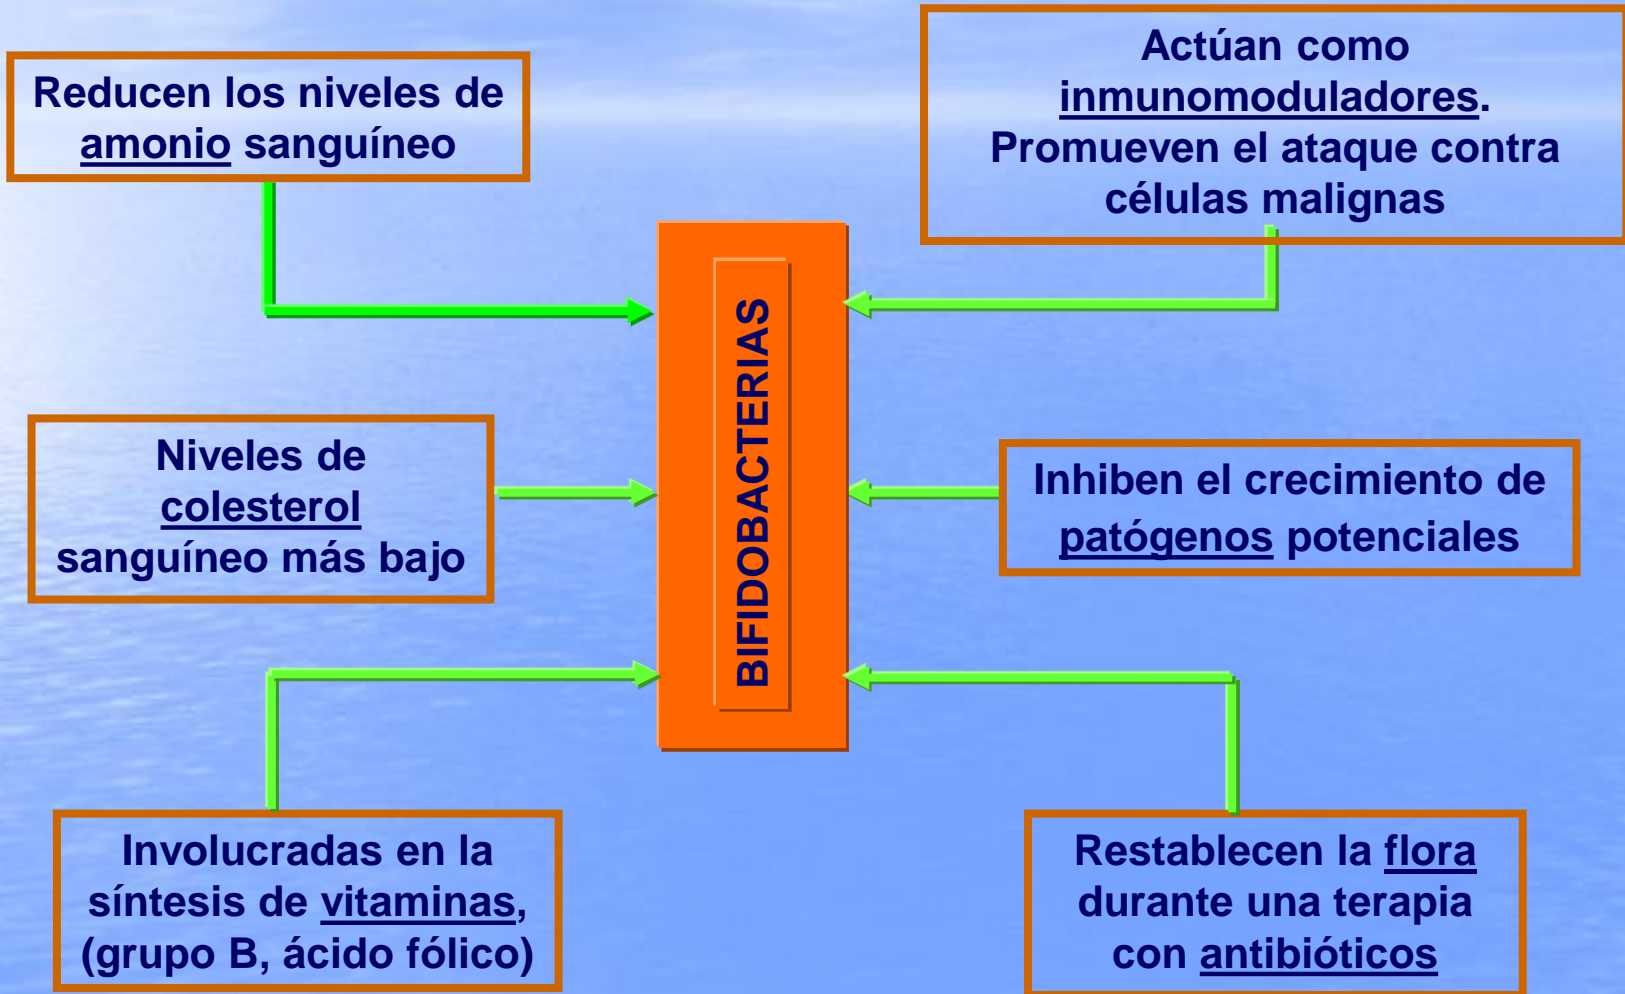 Reducen los niveles de
amonio sanguíneo
Actúan como
inmunomoduladores.
Promueven el ataque contra
células malignas
BIFIDOBACTERIAS
Niveles de
colesterol
sanguíneo más bajo
Inhiben el crecimiento de
patógenos potenciales
Involucradas en la
síntesis de vitaminas,
(grupo B, ácido fólico)
Restablecen la flora
durante una terapia
con antibióticos